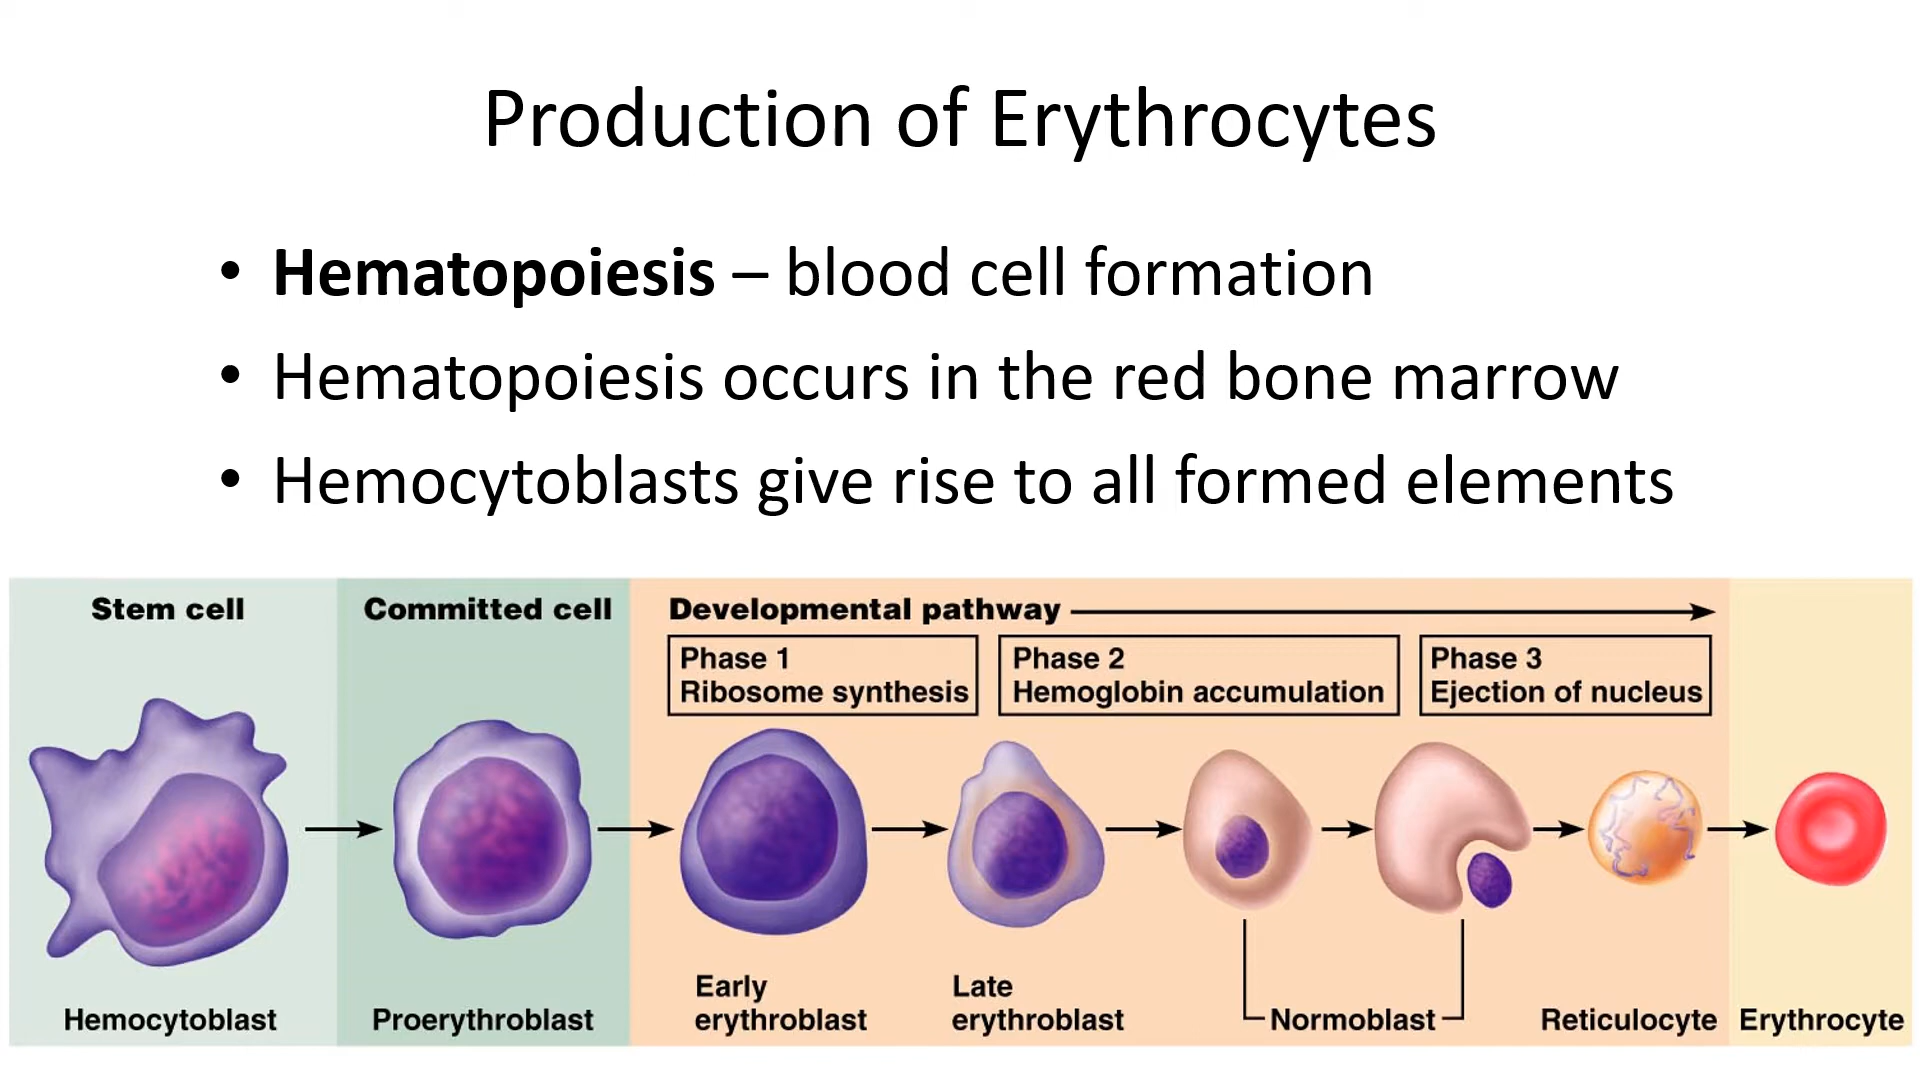 Production of Erythrocytes
• Hematopoiesis – blood cell formation
• Hematopoiesis occurs in the red bone marrow
• Hemocytoblasts give rise to all formed elements
Stem cell
Committed cell
Developmental pathway
Phase 1
Ribosome synthesis
Phase 2
Hemoglobin accumulation
Phase 3
Ejection of nucleus
Hemocytoblast
Proerythroblast
Early
erythroblast
Late
erythroblast
Normoblast
Reticulocyte
Erythrocyte